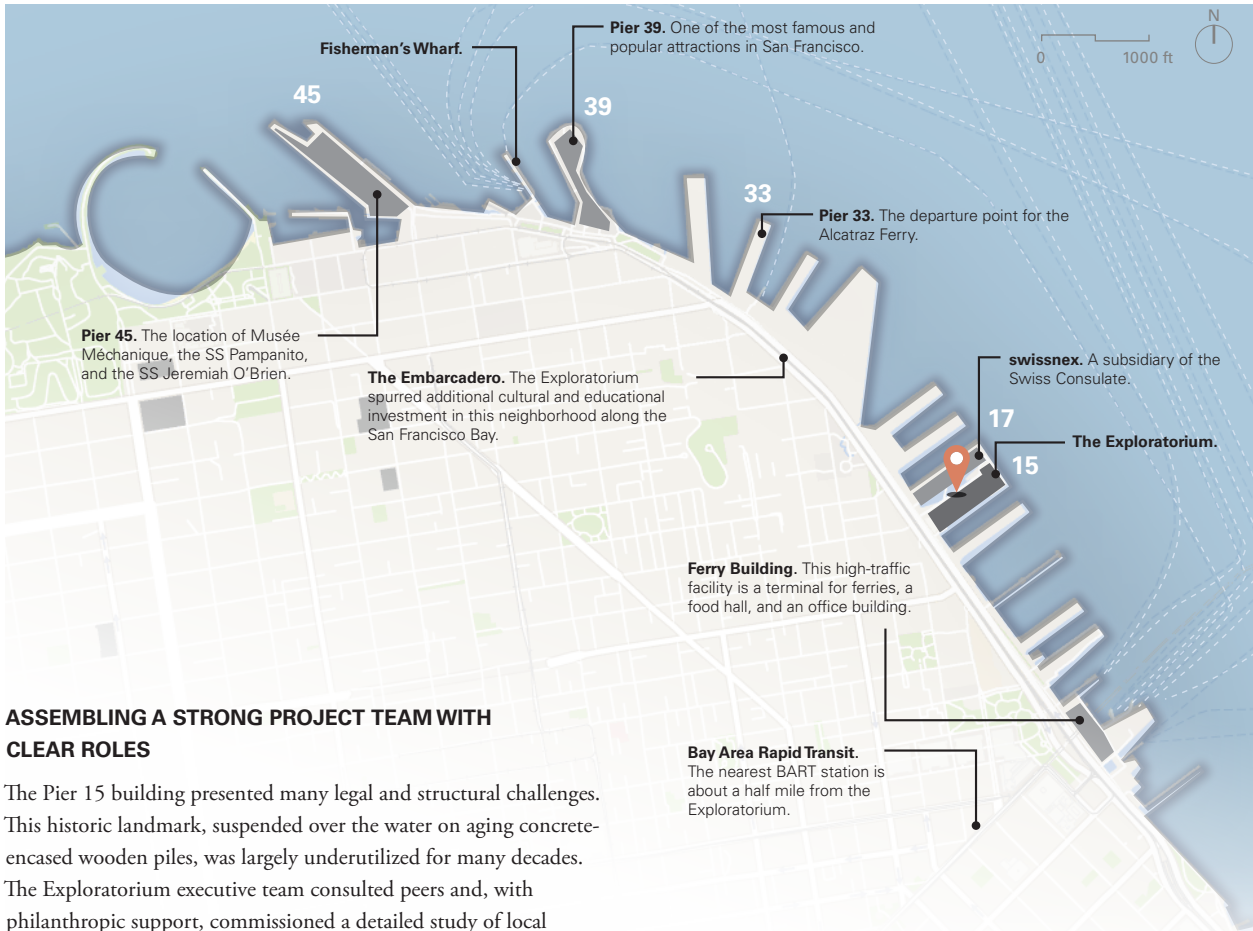 Fisherman's Wharf.
Pier 39. One of the most famous and
popular attractions in San Francisco.
N
0 1000 ft
45
39
33
Pier 33. The departure point for the
Alcatraz Ferry.
Pier 45. The location of Musée
Méchanique, the SS Pampanito,
and the SS Jeremiah O'Brien.
The Embarcadero. The Exploratorium
spurred additional cultural and educational
investment in this neighborhood along the
San Francisco Bay.
swissnex. A subsidiary of the
Swiss Consulate.
17
The Exploratorium.
15
Ferry Building. This high-traffic
facility is a terminal for ferries, a
food hall, and an office building.
Bay Area Rapid Transit.
The nearest BART station is
about a half mile from the
Exploratorium.
ASSEMBLING A STRONG PROJECT TEAM WITH
CLEAR ROLES
The Pier 15 building presented many legal and structural challenges.
This historic landmark, suspended over the water on aging concrete-
encased wooden piles, was largely underutilized for many decades.
The Exploratorium executive team consulted peers and, with
philanthropic support, commissioned a detailed study of local